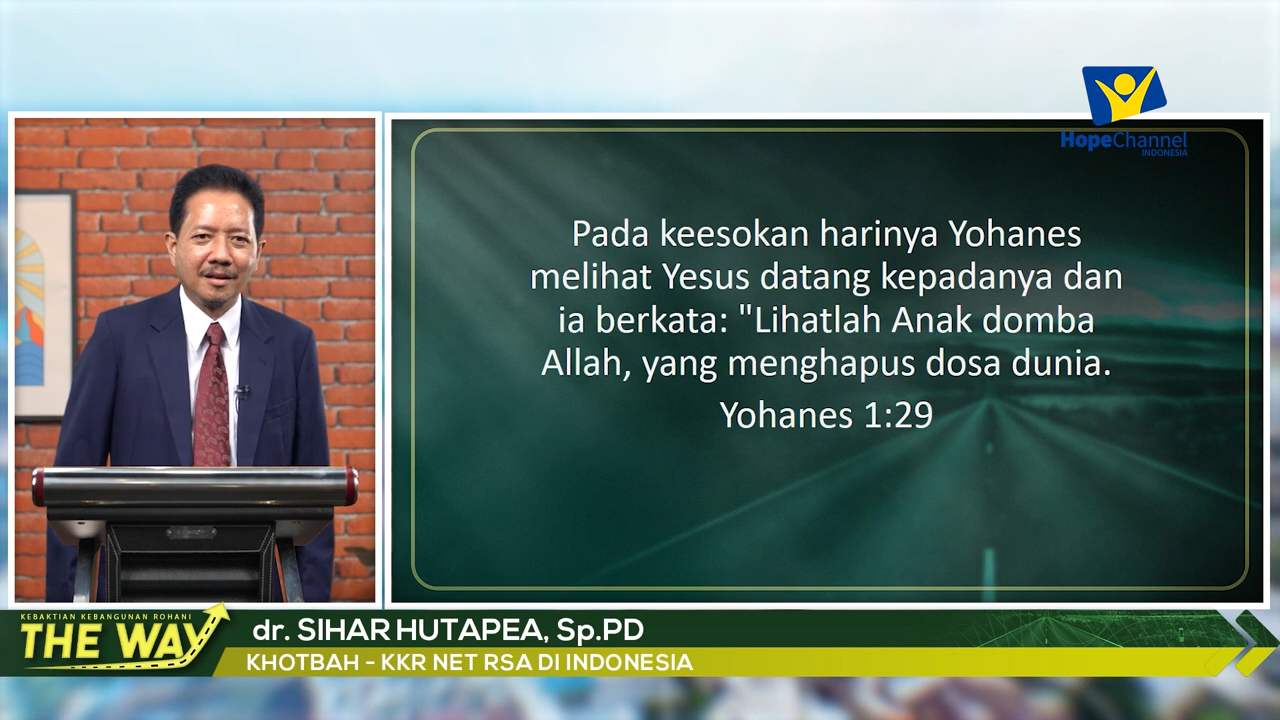 HopeChannel
INDONESIA
Pada keesokan harinya Yohanes
melihat Yesus datang kepadanya dan
ia berkata: "Lihatlah Anak domba
Allah, yang menghapus dosa dunia.
Yohanes 1:29
KEBAKTIAN KEBANGUNAN ROHANI
THE WAY
dr. SIHAR HUTAPEA, Sp.PD
KHOTBAH - KKR NET RSA DI INDONESIA